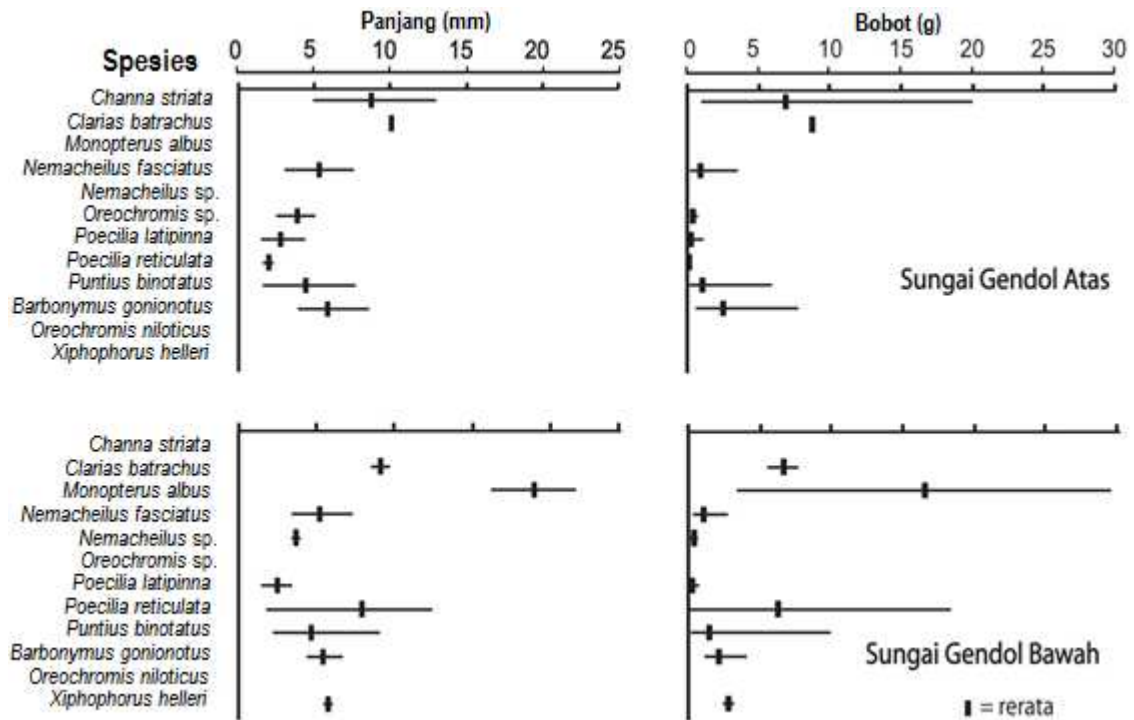 Panjang (mm)
Bobot (g)
Spesies
0 5 10 15 20 25
0 5 10 15 20 25 30
Channa striata
Clarias batrachus
Monopterus albus
Nemacheilus fasciatus
Nemacheilus sp.
Oreochromis sp.
Poecilia latipinna
Poecilia reticulata
Puntius binotatus
Barbonymus gonionotus
Oreochromis niloticus
Xiphophorus helleri
Sungai Gendol Atas
Channa striata
Clarias batrachus
Monopterus albus
Nemacheilus fasciatus
Nemacheilus sp.
Oreochromis sp.
Poecilia latipinna
Poecilia reticulata
Puntius binotatus
Barbonymus gonionotus
Oreochromis niloticus
Xiphophorus helleri
Sungai Gendol Bawah
= rerata